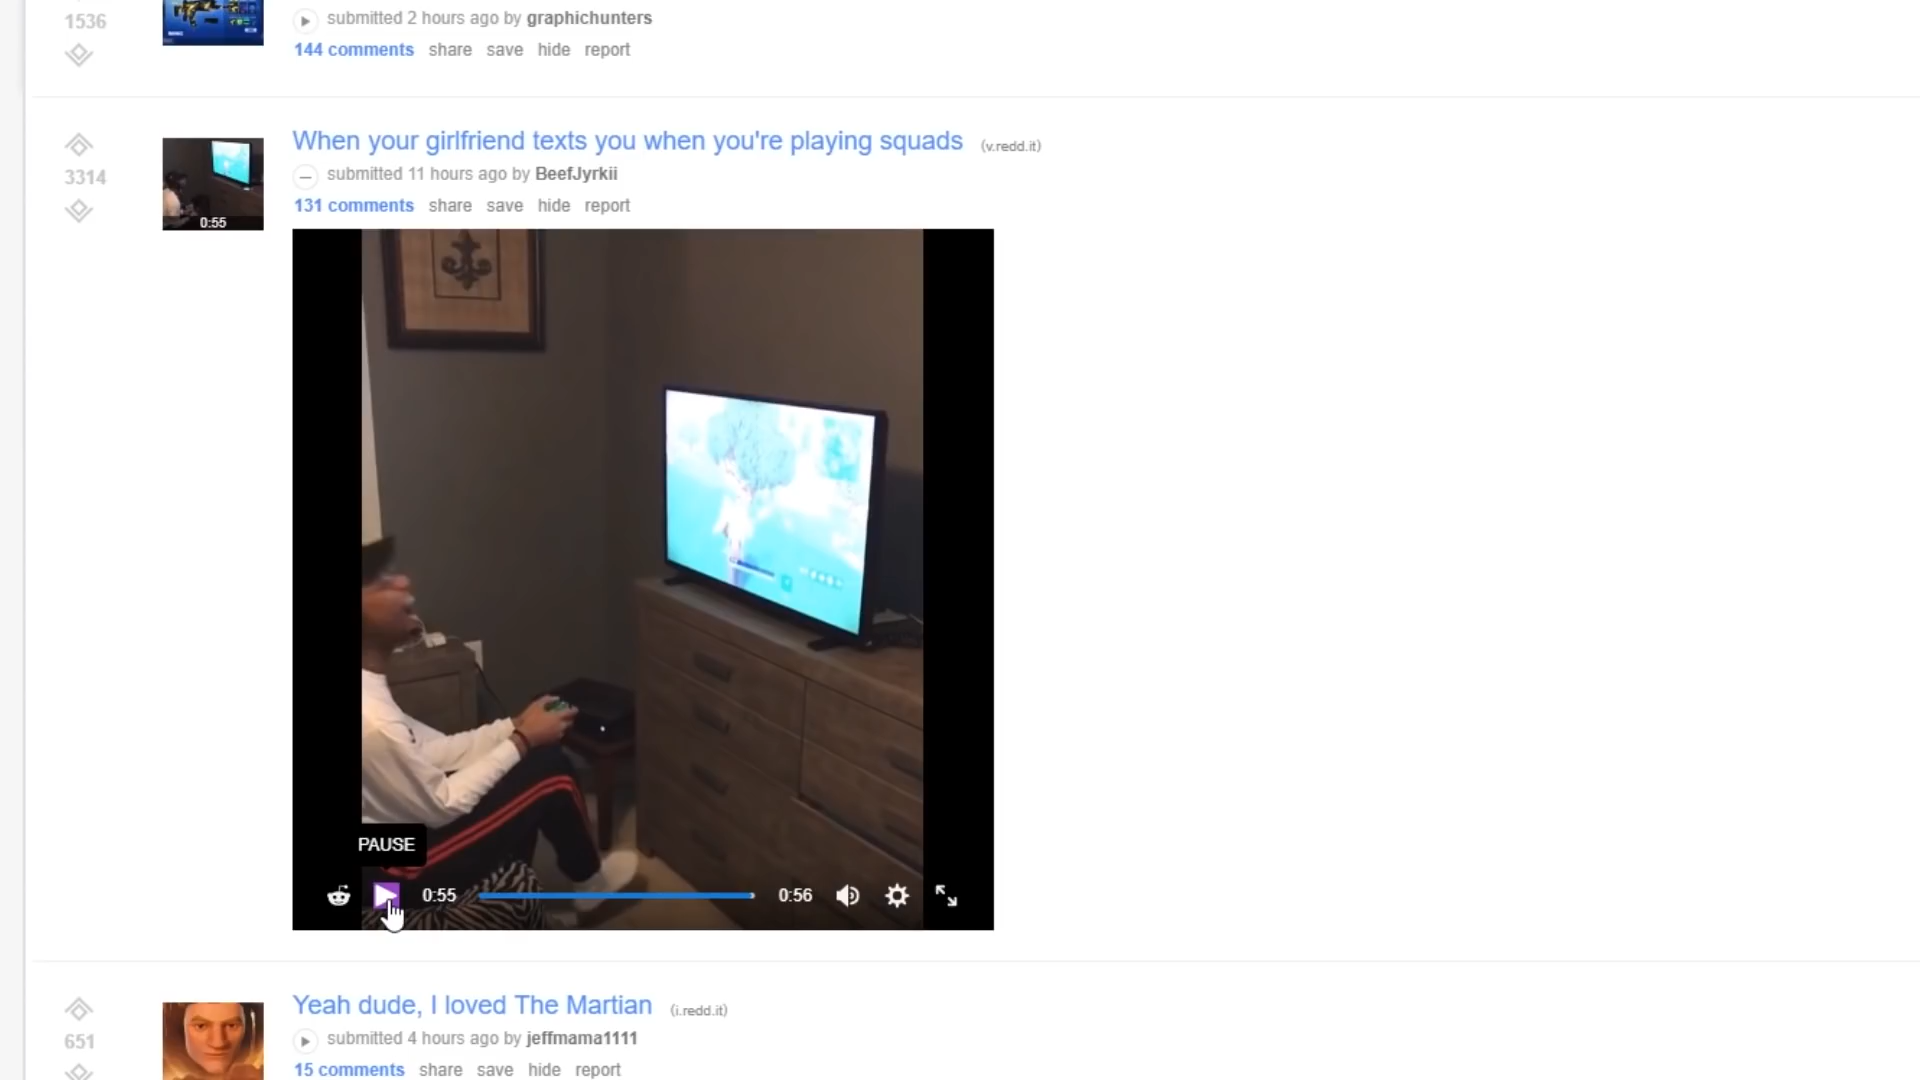 1536
submitted 2 hours ago by graphichunters
144 comments share save hide report
When your girlfriend texts you when you're playing squads (v.redd.it)
3314
submitted 11 hours ago by BeefJyrkii
131 comments share save hide report
0:55
PAUSE
0:55 0:56
Yeah dude, I loved The Martian (i.redd.it)
651
submitted 4 hours ago by jeffmama1111
15 comments share save hide report